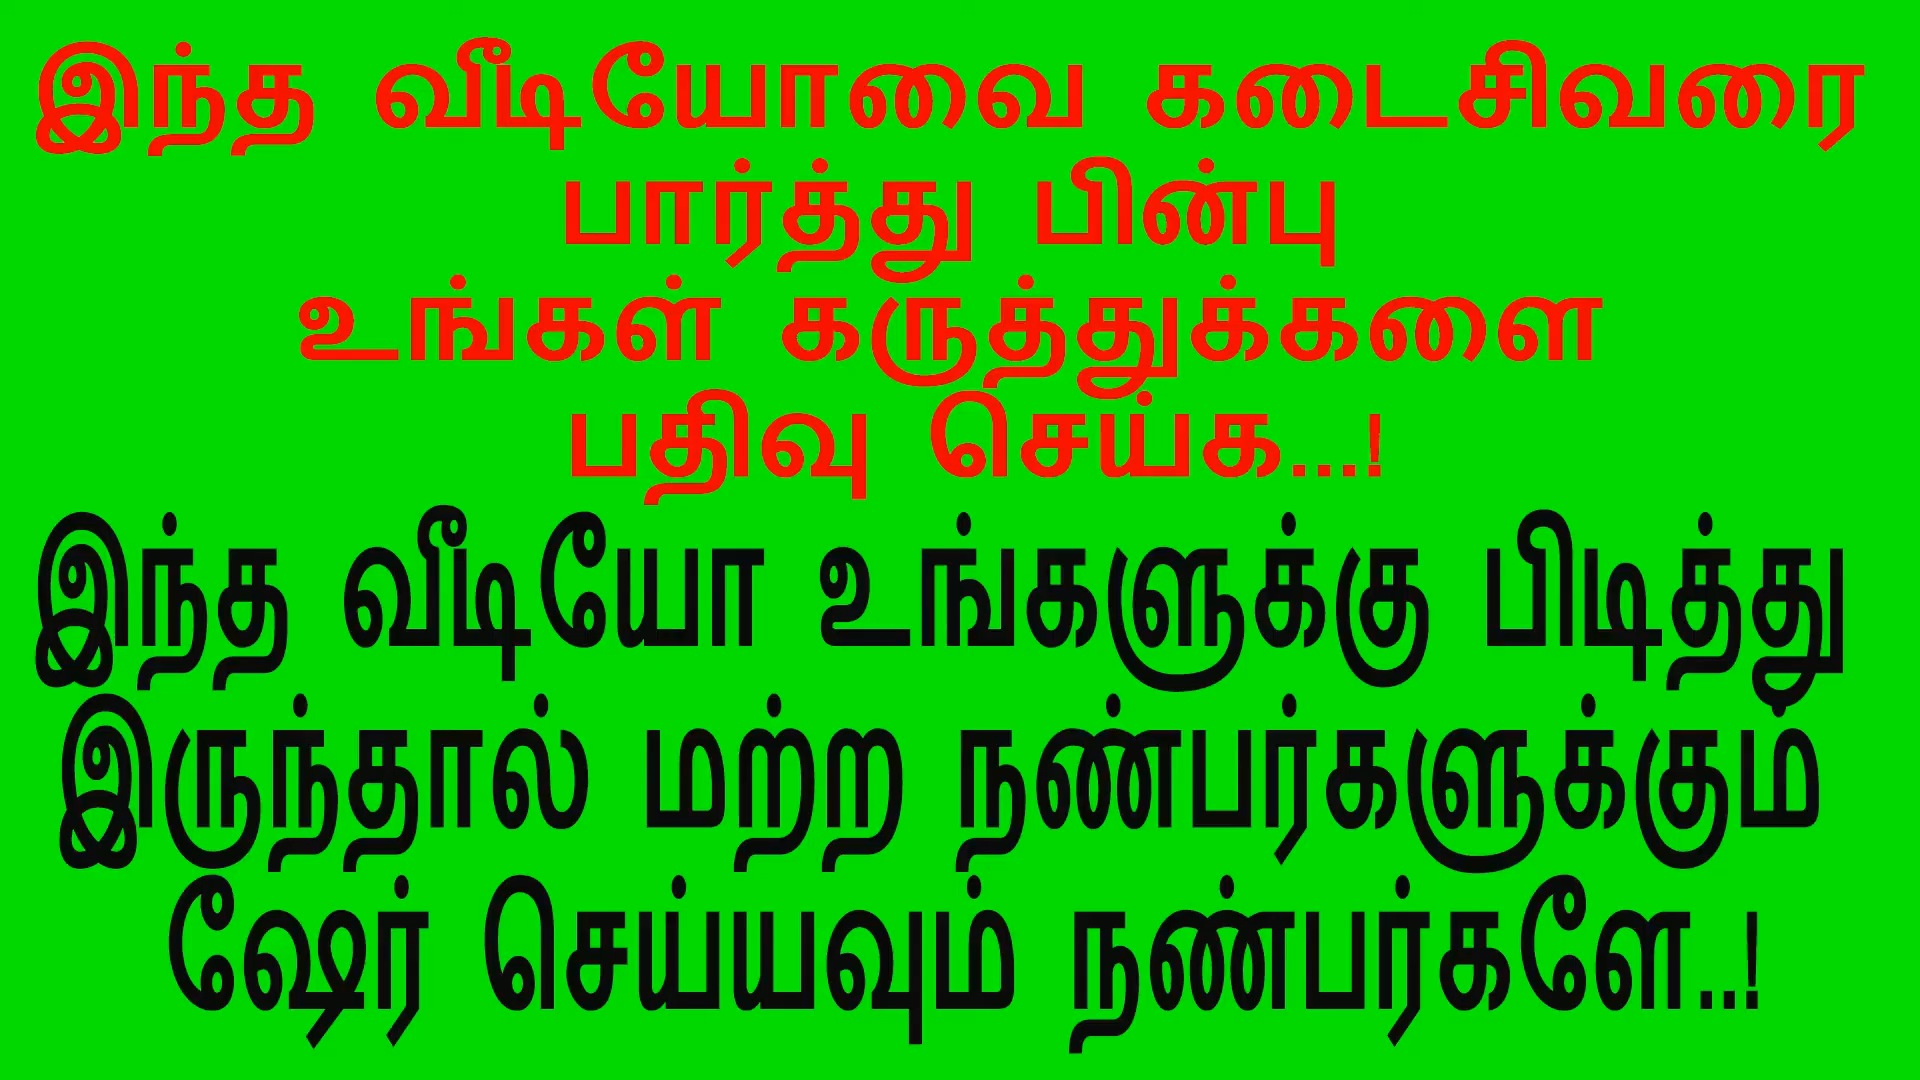 இந்த வீடியோவை கடைசிவரை
பார்த்து பின்பு
உங்கள் கருத்துக்களை
பதிவு செய்க...!
இந்த வீடியோ உங்களுக்கு பிடித்து
இருந்தால் மற்ற நண்பர்களுக்கும்
ஷேர் செய்யவும் நண்பர்களே..!